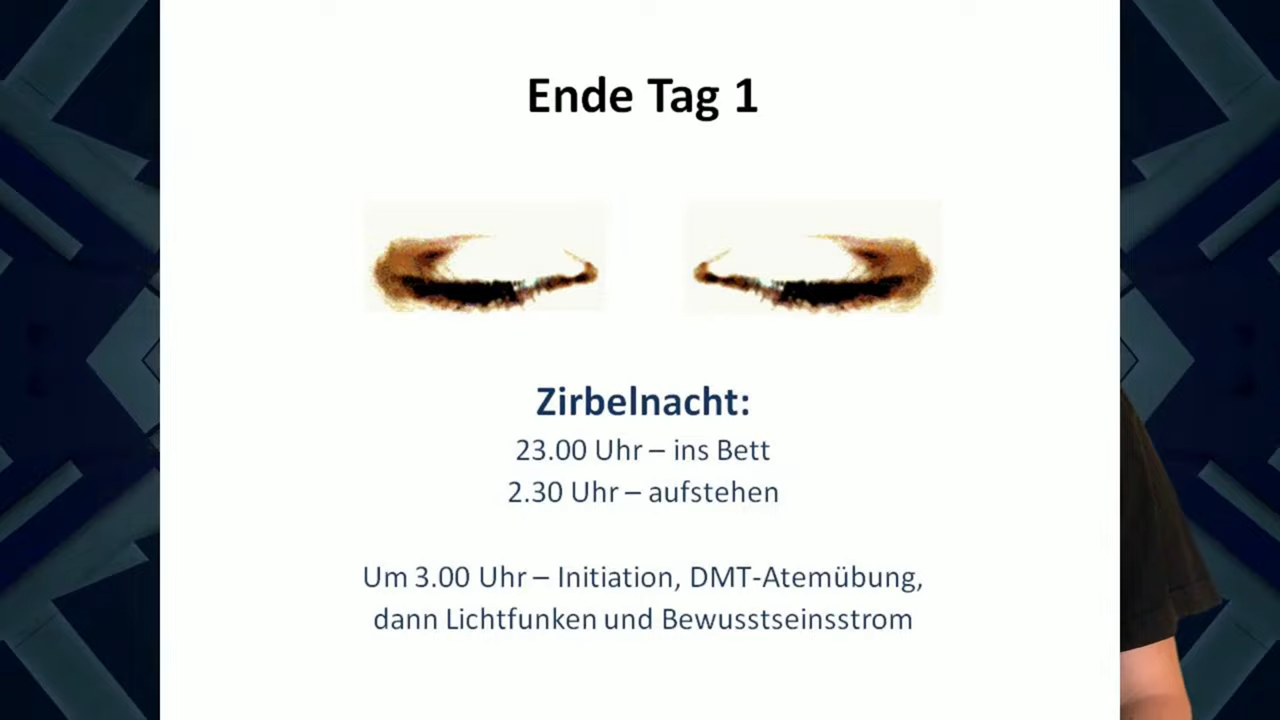 Ende Tag 1
Zirbelnacht:
23.00 Uhr – ins Bett
2.30 Uhr – aufstehen
Um 3.00 Uhr – Initiation, DMT-Atemübung,
dann Lichtfunken und Bewusstseinsstrom